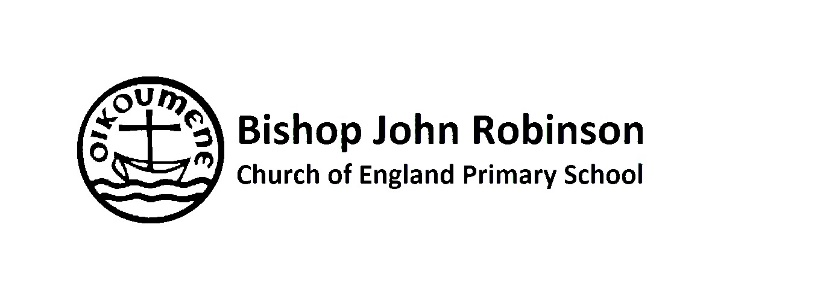 OIKOUMENE
Bishop John Robinson
Church of England Primary School